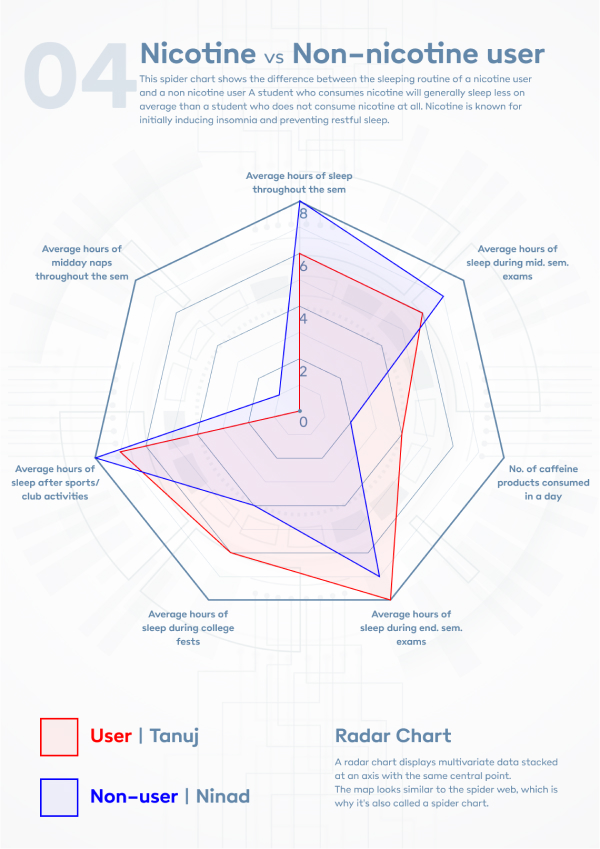 04
Nicotine vs Non-nicotine user
This spider chart shows the difference between the sleeping routine of a nicotine user
and a non nicotine user A student who consumes nicotine will generally sleep less on
average than a student who does not consume nicotine at all. Nicotine is known for
initially inducing insomnia and preventing restful sleep.
Average hours of sleep
throughout the sem
Average hours of
midday naps
throughout the sem
Average hours of
sleep during mid. sem.
exams
8
6
4
2
0
Average hours of
sleep after sports/
club activities
No. of caffeine
products consumed
in a day
Average hours of
sleep during college
fests
Average hours of
sleep during end. sem.
exams
User | Tanuj
Non-user | Ninad
Radar Chart
A radar chart displays multivariate data stacked
at an axis with the same central point.
The map looks similar to the spider web, which is
why it's also called a spider chart.